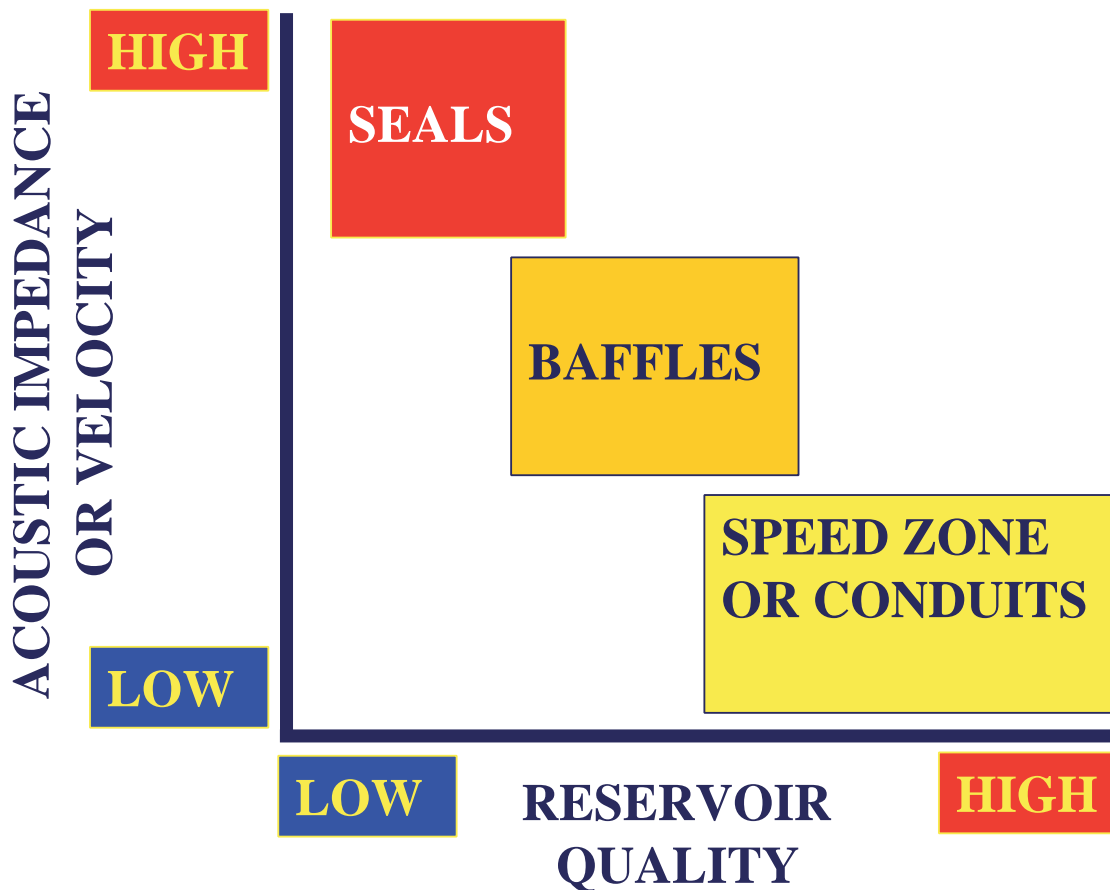 HIGH
SEALS
ACOUSTIC IMPEDANCE
OR VELOCITY
BAFFLES
SPEED ZONE
OR CONDUITS
LOW
LOW
RESERVOIR
QUALITY
HIGH